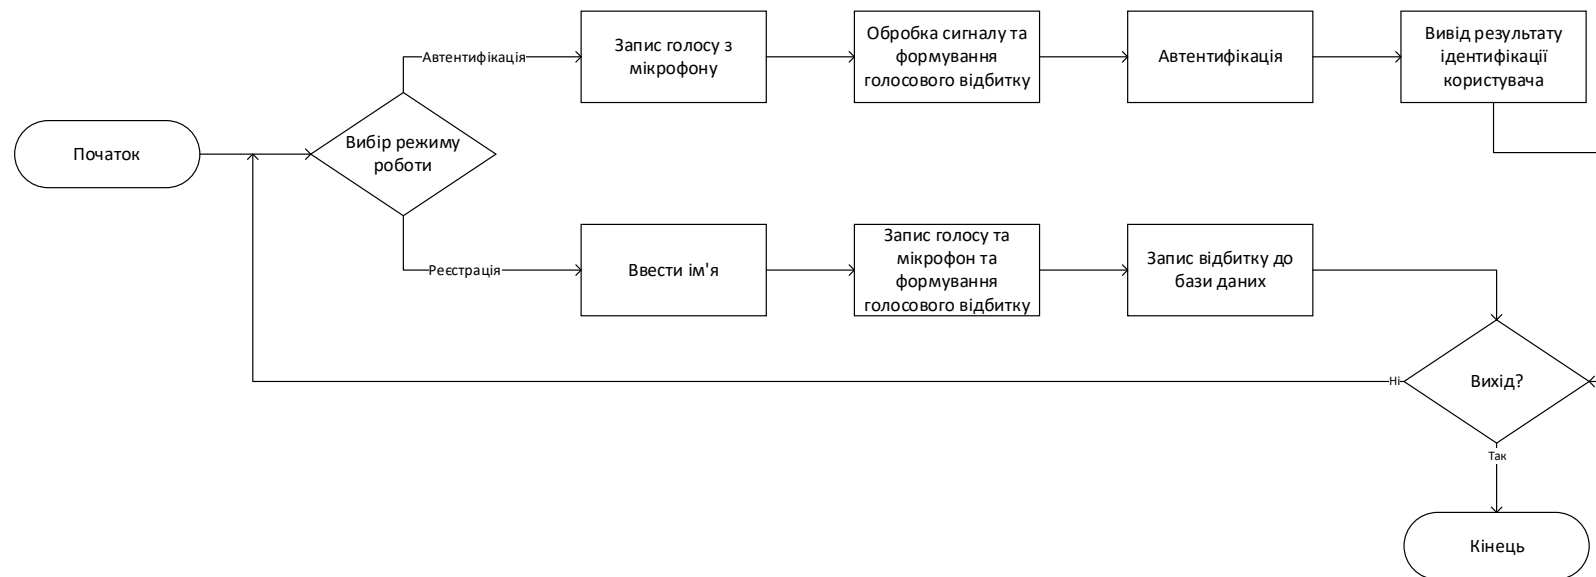 Запис голосу з
мікрофону
Обробка сигналу та
формування
голосового відбитку
Автентифікація
Вивід результату
ідентифікації
користувача
Автентифікація
Початок
Вибір режиму
роботи
Реєстрація
Ввести ім'я
Запис голосу та
мікрофон та
формування
голосового відбитку
Запис відбитку до
бази даних
Ні
Вихід?
Так
Кінець